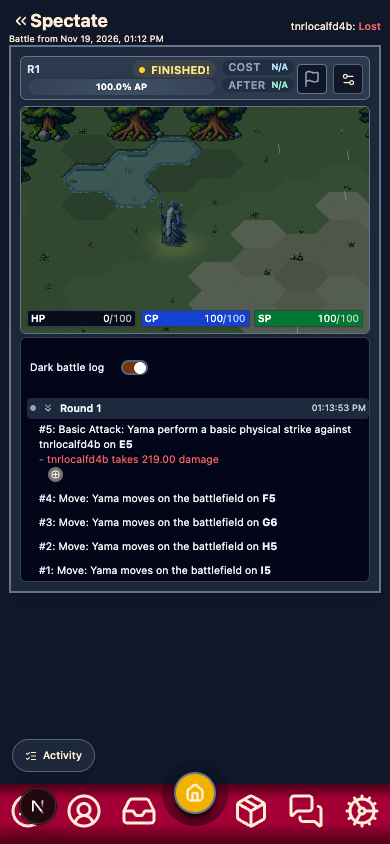 Spectate
Battle from Nov 19, 2026, 01:12 PM
tnrlocalfd4b: Lost
R1
FINISHED!
100.0% AP
COST N/A
AFTER N/A
HP 0/100
CP 100/100
SP 100/100
Dark battle log
Round 1
01:13:53 PM
#5: Basic Attack: Yama perform a basic physical strike against
tnrlocalfd4b on E5
- tnrlocalfd4b takes 219.00 damage
#4: Move: Yama moves on the battlefield on F5
#3: Move: Yama moves on the battlefield on G6
#2: Move: Yama moves on the battlefield on H5
#1: Move: Yama moves on the battlefield on I5
Activity
N